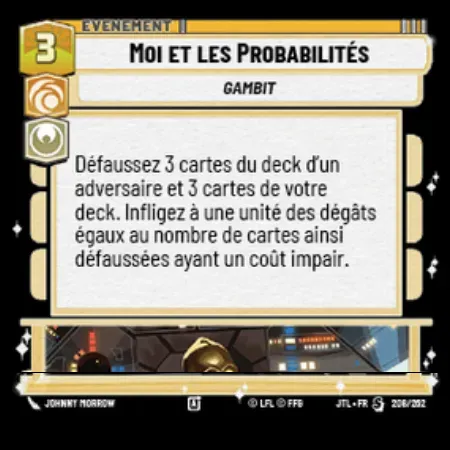 ÉVÉNEMENT
3
MOI ET LES PROBABILITÉS
GAMBIT
Défaussez 3 cartes du deck d'un
adversaire et 3 cartes de votre
deck. Infligez à une unité des dégâts
égaux au nombre de cartes ainsi
défaussées ayant un coût impair.
JOHNNY MORROW
A
© LFL © FFG
JTL • FR
206/262